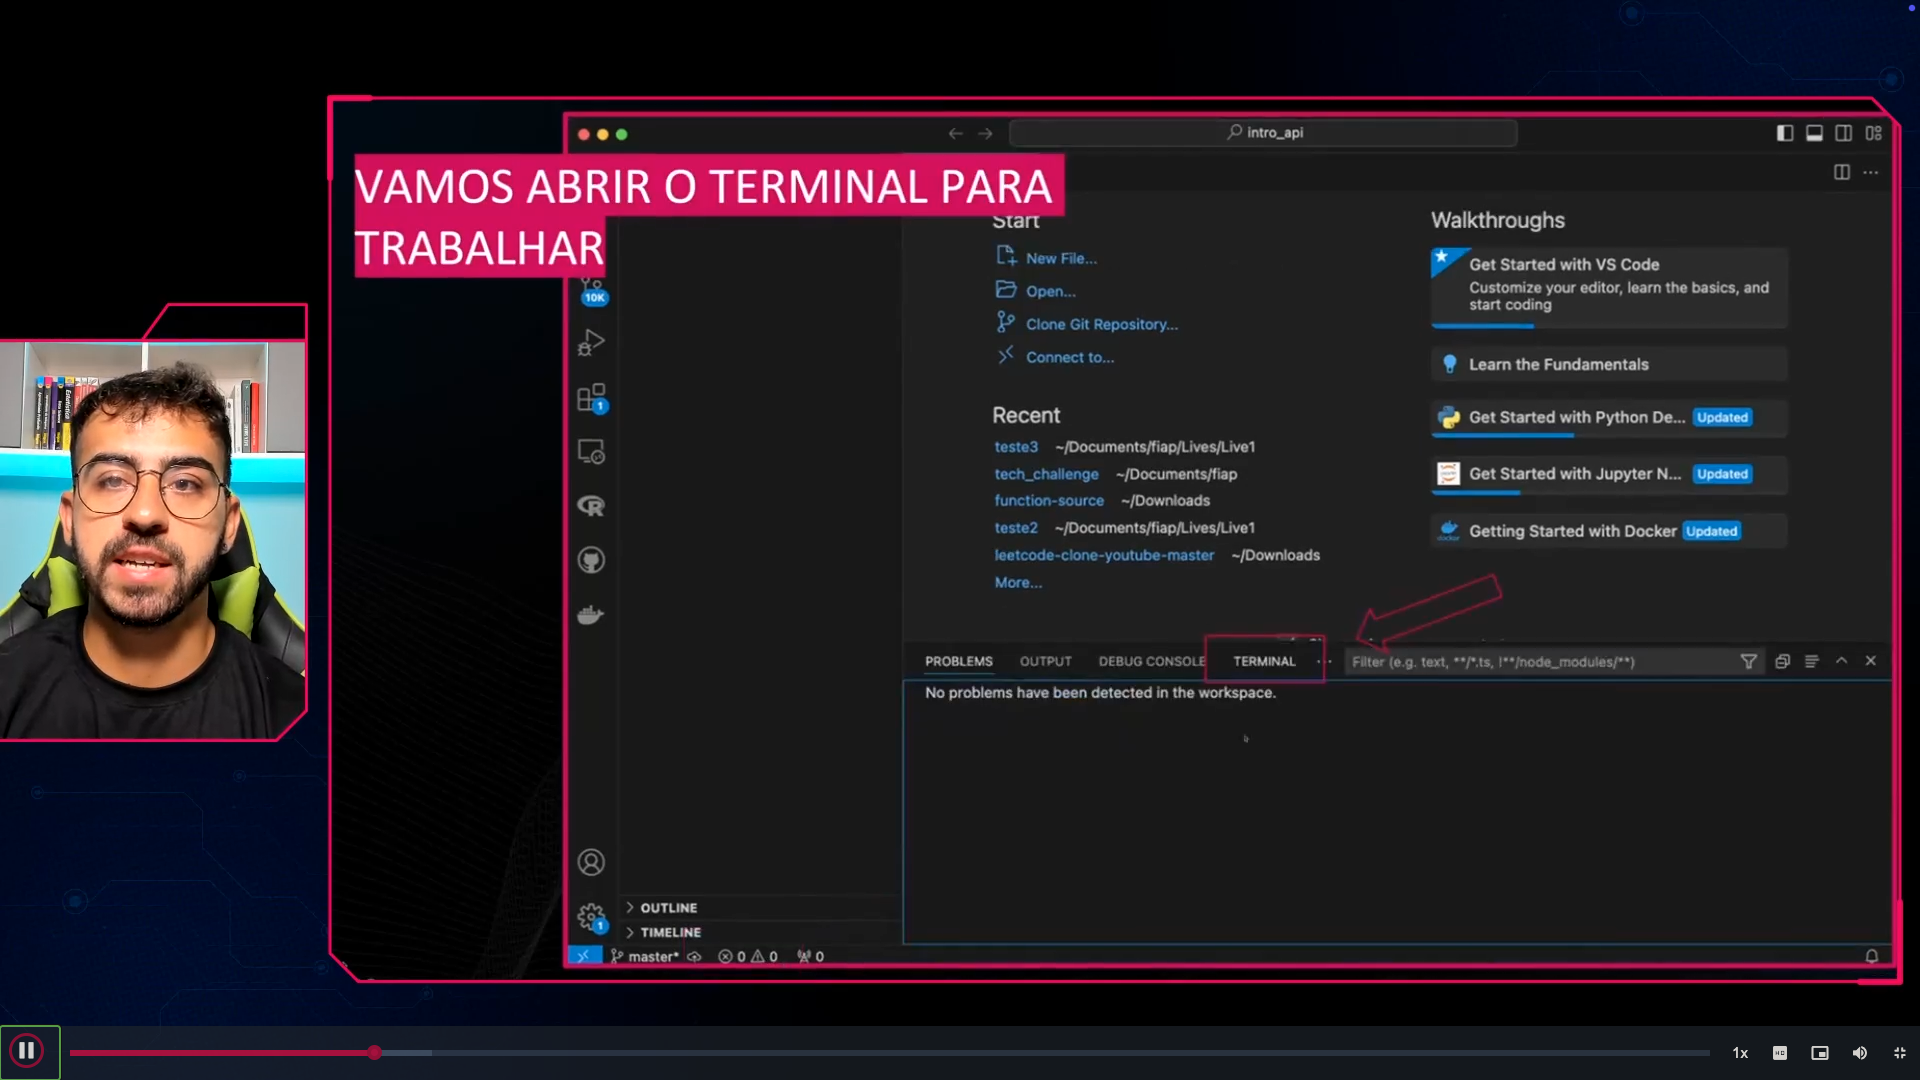 intro_api
VAMOS ABRIR O TERMINAL PARA
TRABALHAR
Start
New File...
Open...
Clone Git Repository...
Connect to...
Recent
teste3 ~/Documents/fiap/Lives/Live1
tech_challenge ~/Documents/fiap
function-source ~/Downloads
teste2 ~/Documents/fiap/Lives/Live1
leetcode-clone-youtube-master ~/Downloads
More...
Walkthroughs
Get Started with VS Code
Customize your editor, learn the basics, and
start coding
Learn the Fundamentals
Get Started with Python De... Updated
Get Started with Jupyter N... Updated
Getting Started with Docker Updated
10K
1
PROBLEMS OUTPUT DEBUG CONSOLE TERMINAL ... Filter (e.g. text, **/*.ts, !**/node_modules/**)
No problems have been detected in the workspace.
1
OUTLINE
TIMELINE
master* 0 0 0
1x HD